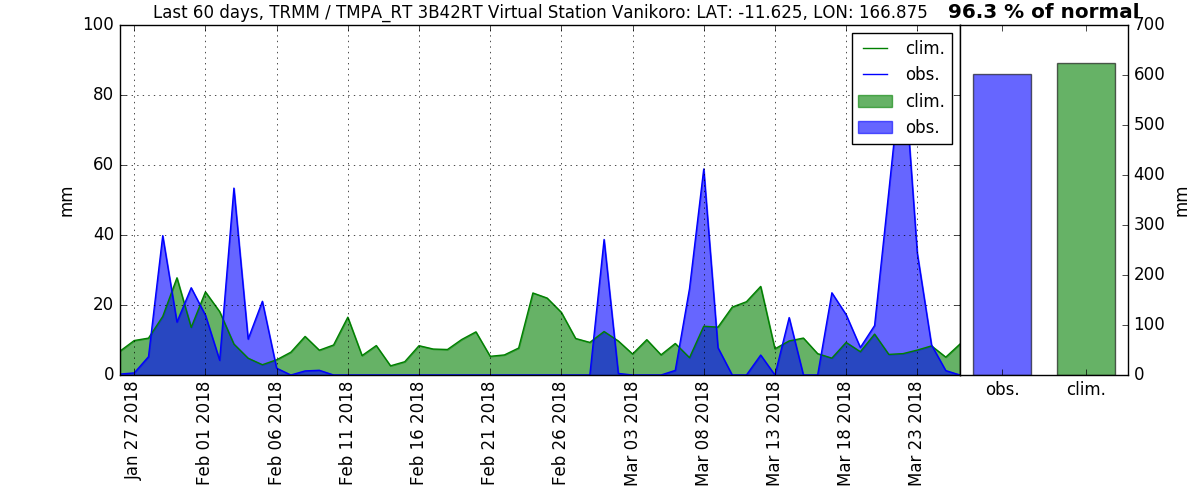 Last 60 days, TRMM / TMPA_RT 3B42RT Virtual Station Vanikoro: LAT: -11.625, LON: 166.875
96.3 % of normal
100
80
60
40
20
0
mm
clim.
obs.
clim.
obs.
700
600
500
400
300
200
100
0
mm
Jan 27 2018
Feb 01 2018
Feb 06 2018
Feb 11 2018
Feb 16 2018
Feb 21 2018
Feb 26 2018
Mar 03 2018
Mar 08 2018
Mar 13 2018
Mar 18 2018
Mar 23 2018
obs.
clim.